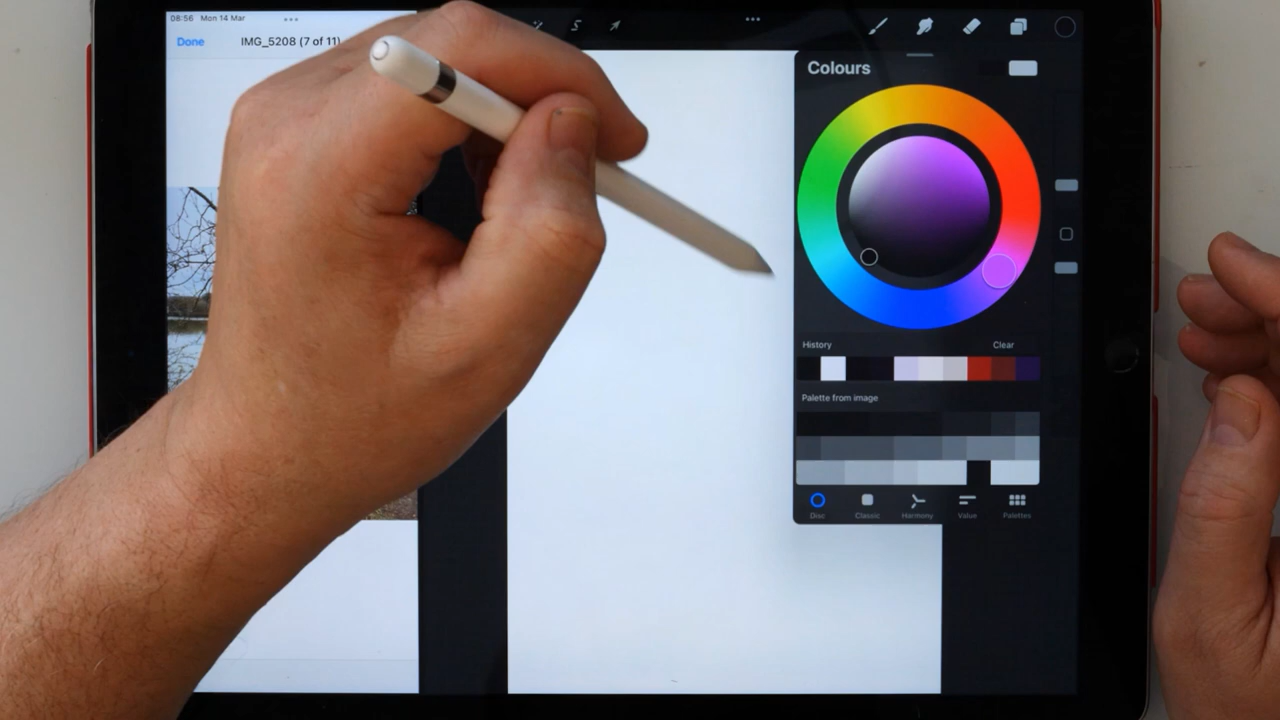 08:56 Mon 14 Mar
Done IMG_5208 (7 of 11)
Colours
History Clear
Palette from image
Disc Classic Harmony Value Palettes